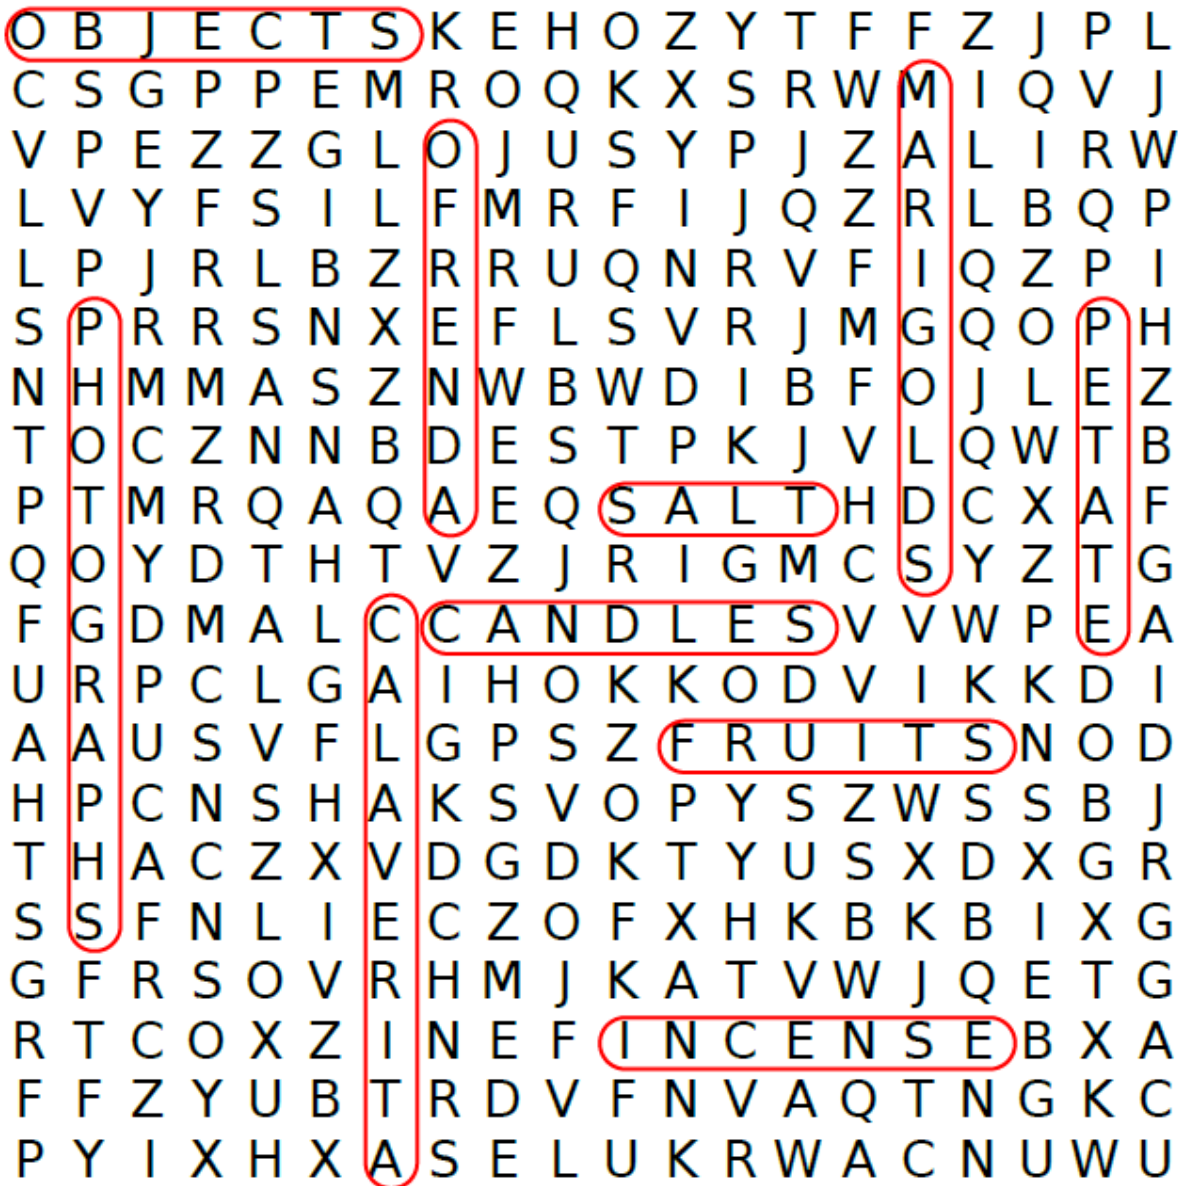 O B J E C T S K E H O Z Y T F F Z J P L
C S G P P E M R O Q K X S R W M I Q V J
V P E Z Z G L O J U S Y P J Z A L I R W
L V Y F S I L F M R F I J Q Z R L B Q P
L P J R L B Z R R U Q N R V F I Q Z P I
S P R R S N X E F L S V R J M G Q O P H
N H M M A S Z N W B W D I B F O J L E Z
T O C Z N N B D E S T P K J V L Q W T B
P T M R Q A Q A E Q S A L T H D C X A F
Q O Y D T H T V Z J R I G M C S Y Z T G
F G D M A L C C A N D L E S V V W P E A
U R P C L G A I H O K K O D V I K K D I
A A U S V F L G P S Z F R U I T S N O D
H P C N S H A K S V O P Y S Z W S S B J
T H A C Z X V D G D K T Y U S X D X G R
S S F N L I E C Z O F X H K B K B I X G
G F R S O V R H M J K A T V W J Q E T G
R T C O X Z I N E F I N C E N S E B X A
F F Z Y U B T R D V F N V A Q T N G K C
P Y I X H X A S E L U K R W A C N U W U